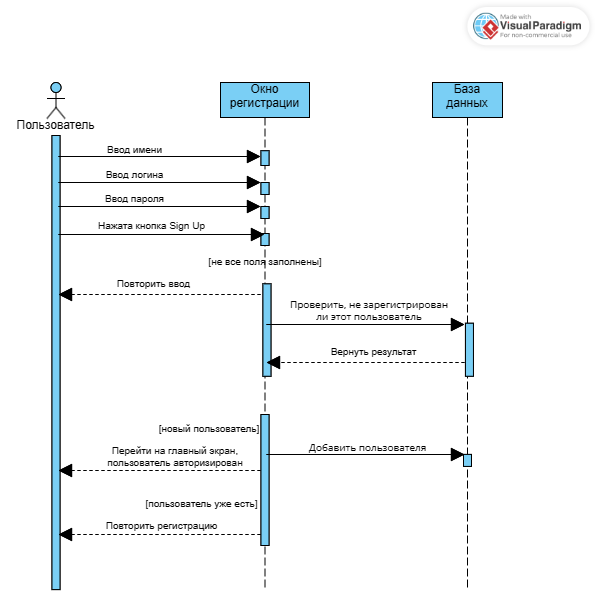 Made with
Visual Paradigm
For non-commercial use
Пользователь
Окно
регистрации
База
данных
Ввод имени
Ввод логина
Ввод пароля
Нажата кнопка Sign Up
[не все поля заполнены]
Повторить ввод
Проверить, не зарегистрирован
ли этот пользователь
Вернуть результат
[новый пользователь]
Добавить пользователя
Перейти на главный экран,
пользователь авторизирован
[пользователь уже есть]
Повторить регистрацию